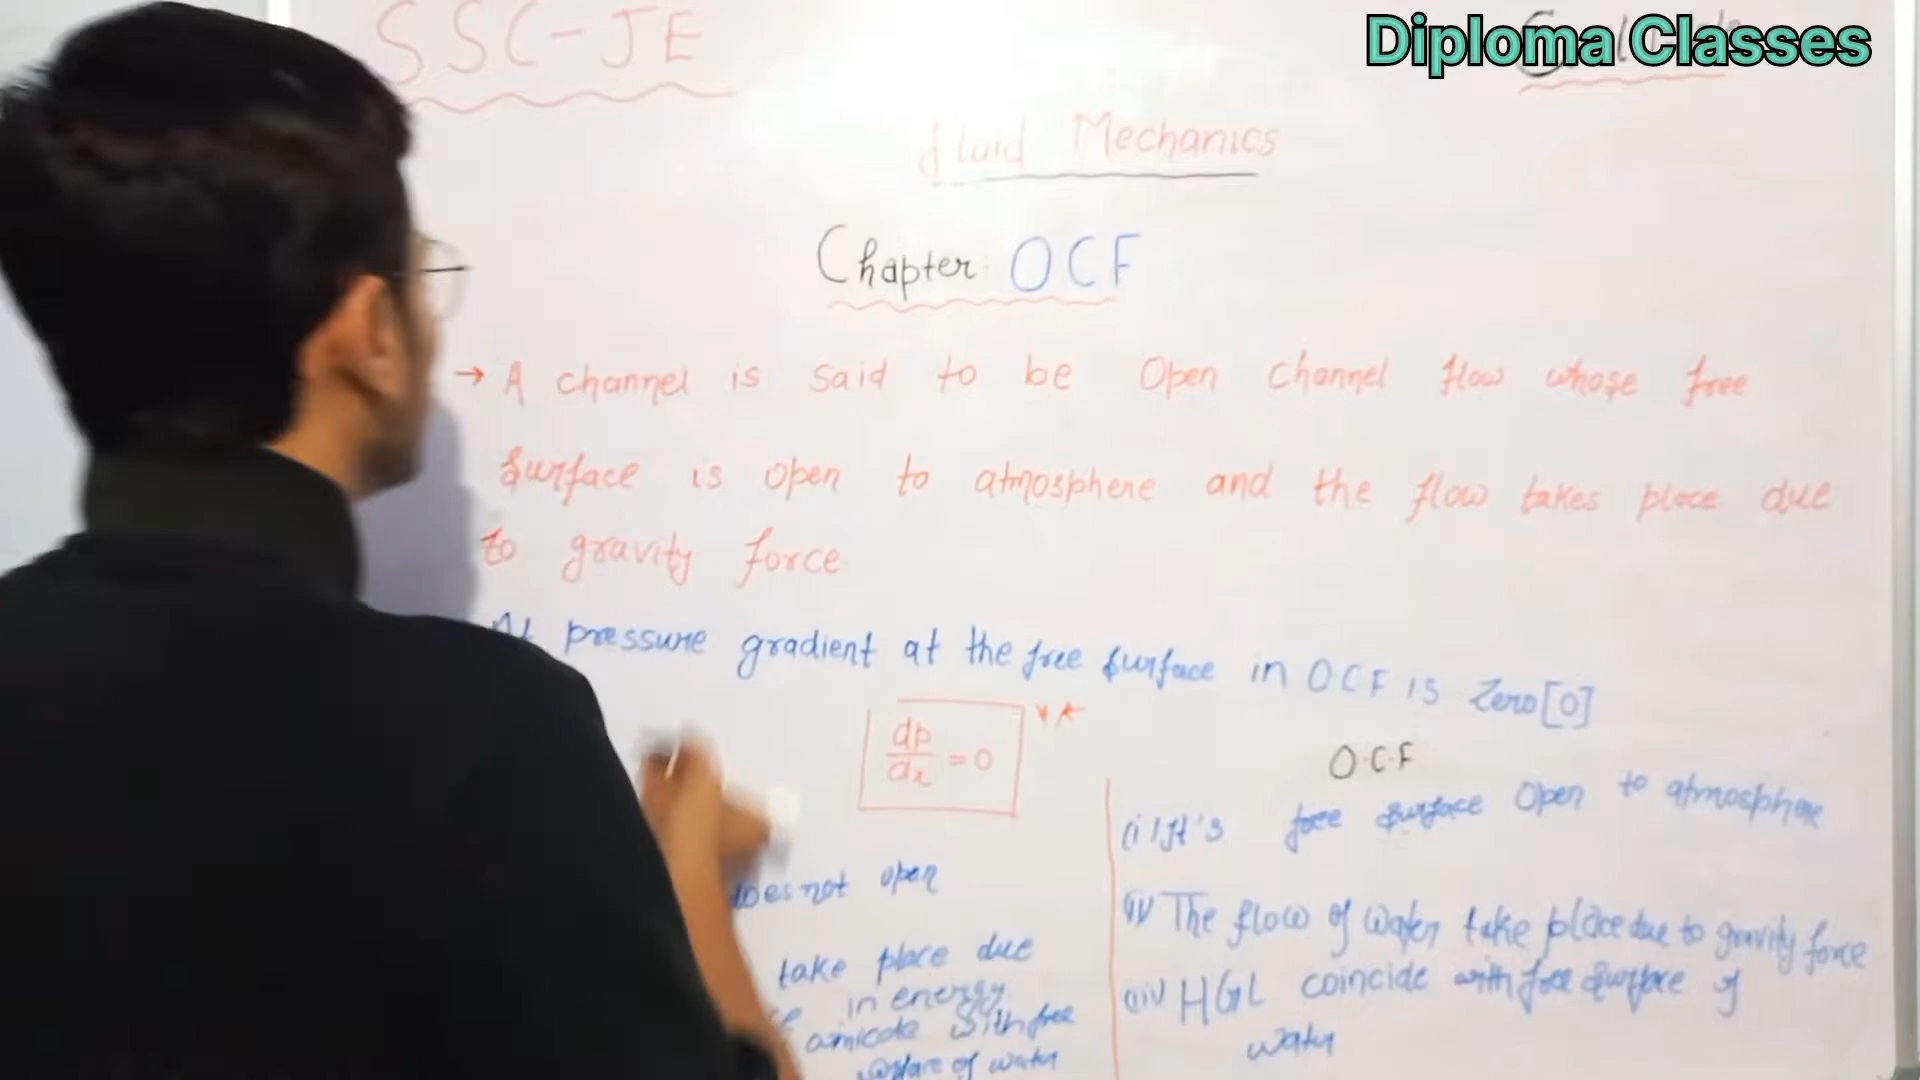 SSC-JE
Diploma Classes
fluid Mechanics
Chapter: OCF
→ A channel is said to be Open Channel flow whose free
surface is open to atmosphere and the flow takes place due
to gravity force
At pressure gradient at the free surface in OCF is Zero [0]
dp/dx = 0
O.C.F
(i) It's free surface Open to atmosphere
(ii) The flow of water take place due to gravity force
(iii) HGL coincide with free surface of
water
Does not open
take place due
in energy
with free
of water